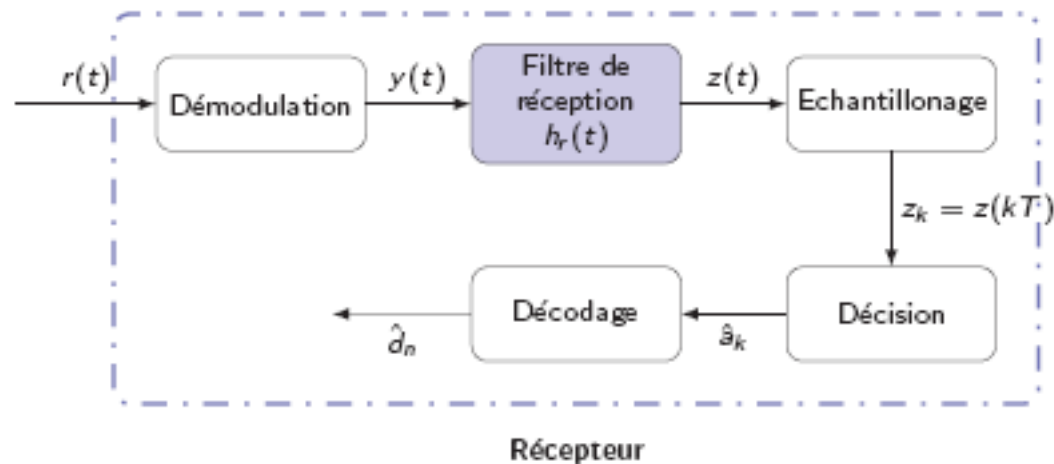 r(t)
Démodulation
y(t)
Filtre de
réception
h_r(t)
z(t)
Echantillonage
z_k = z(kT)
Décision
â_k
Décodage
d̂_n
Récepteur